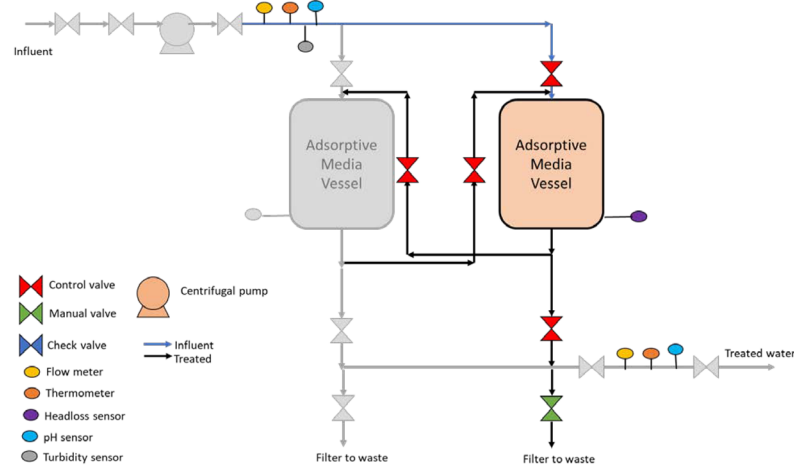 Influent
Adsorptive
Media
Vessel
Adsorptive
Media
Vessel
Control valve
Centrifugal pump
Manual valve
Check valve
Influent
Treated
Flow meter
Thermometer
Headloss sensor
pH sensor
Turbidity sensor
Treated water
Filter to waste
Filter to waste